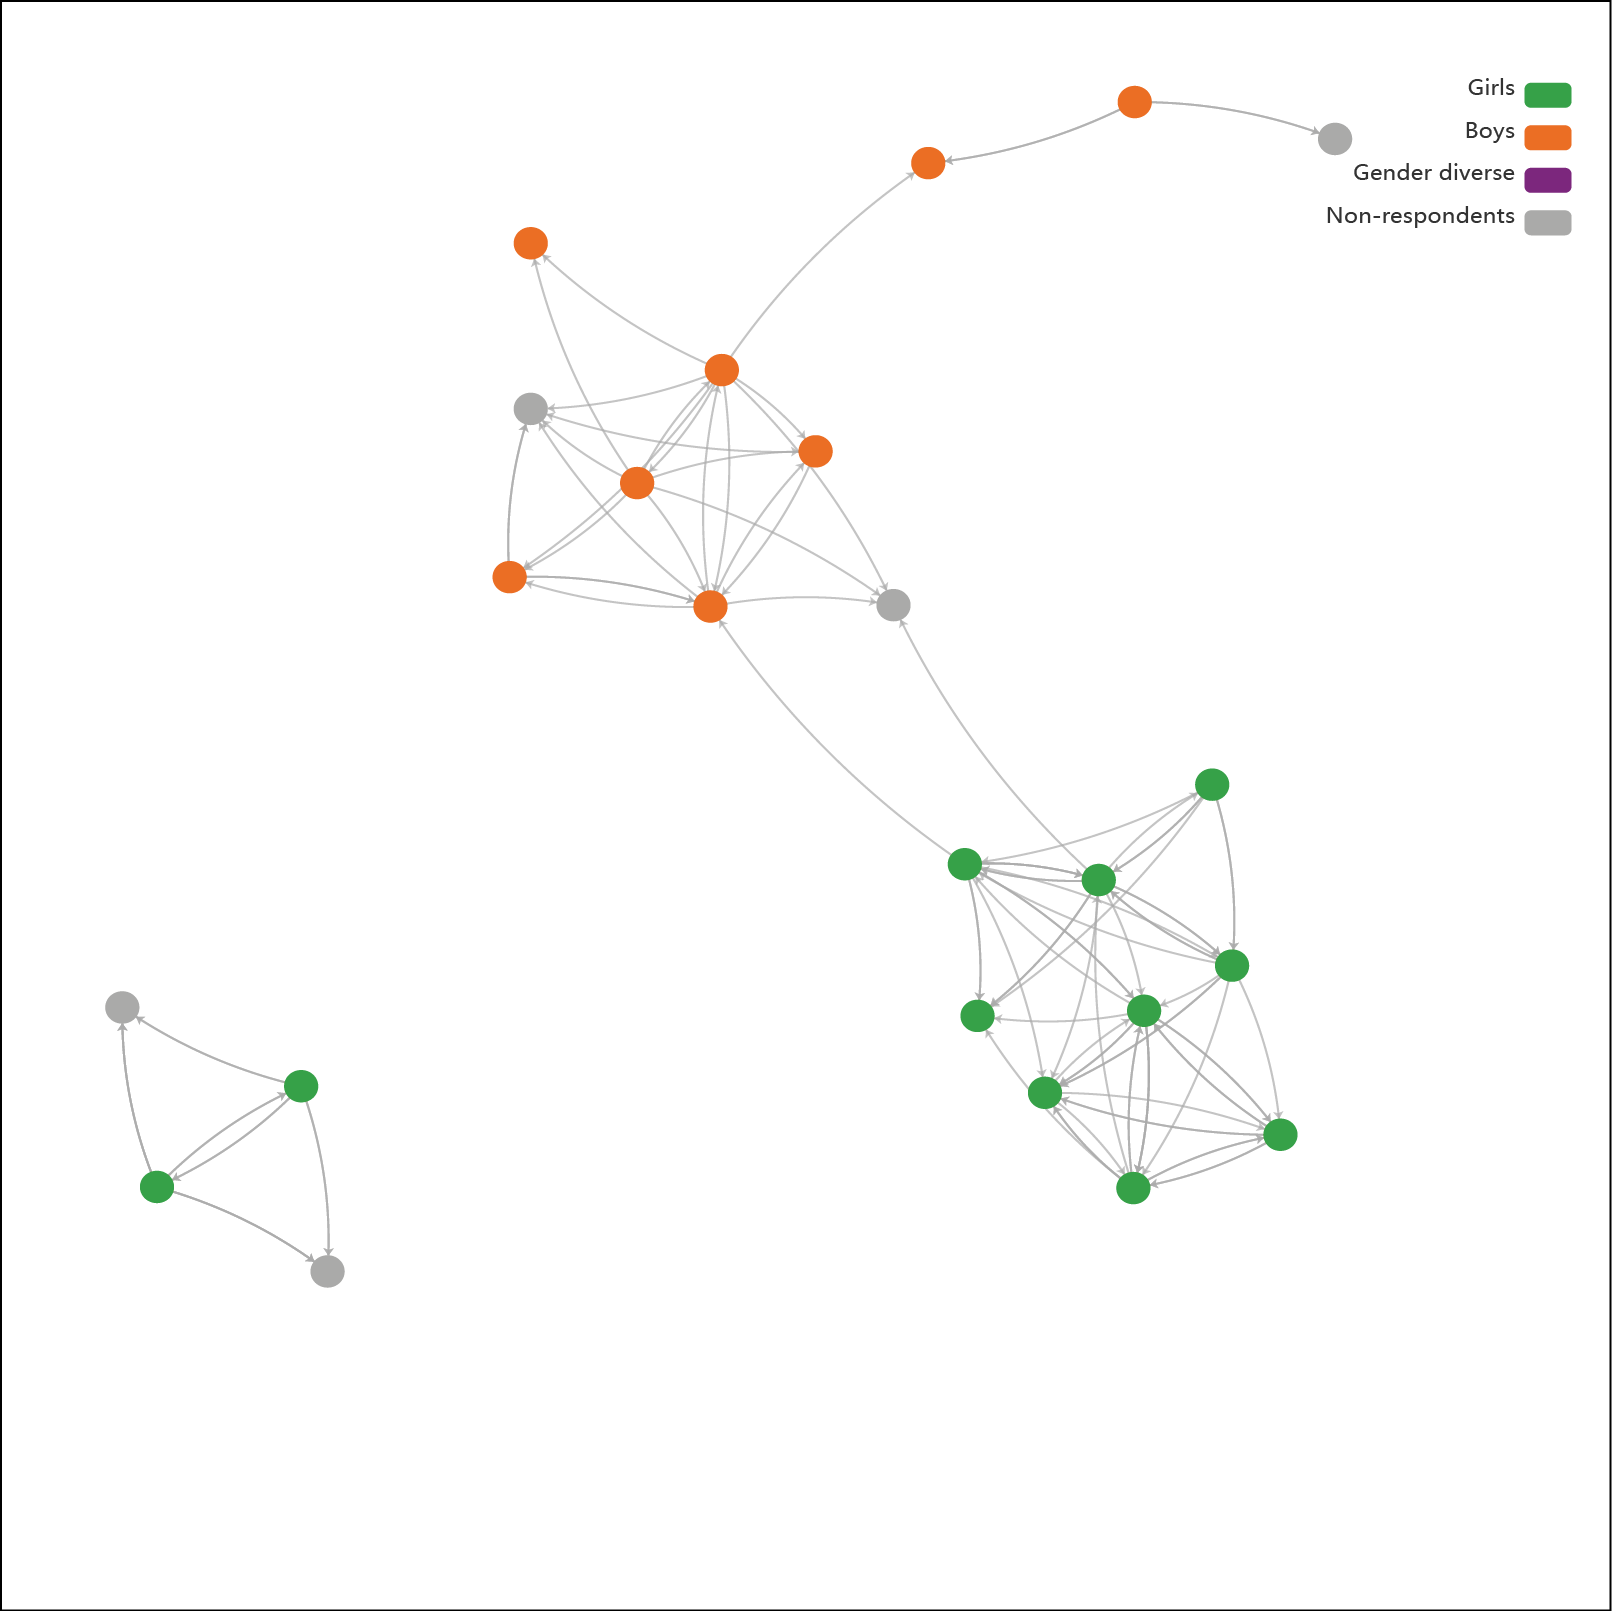 Girls
Boys
Gender diverse
Non-respondents